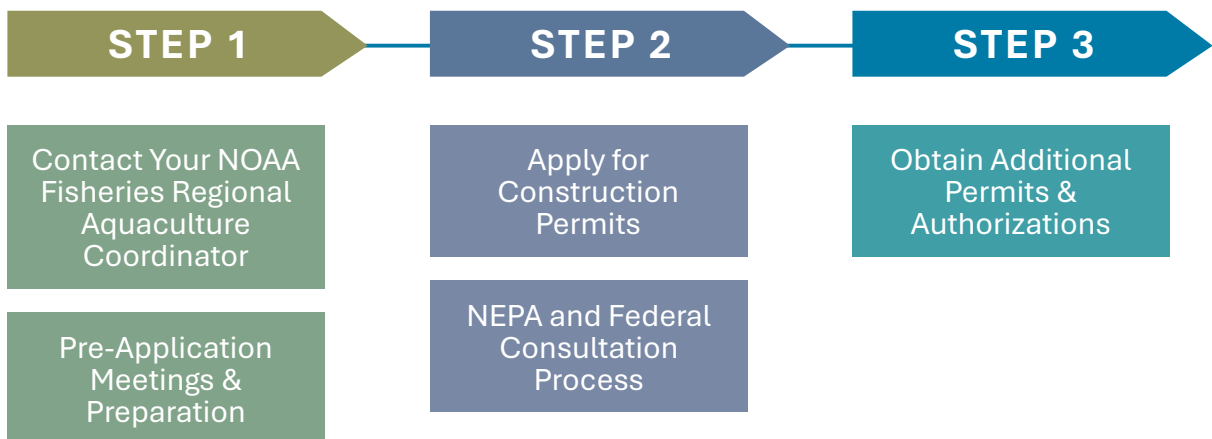 STEP 1
STEP 2
STEP 3
Contact Your NOAA
Fisheries Regional
Aquaculture
Coordinator
Pre-Application
Meetings &
Preparation
Apply for
Construction
Permits
NEPA and Federal
Consultation
Process
Obtain Additional
Permits &
Authorizations